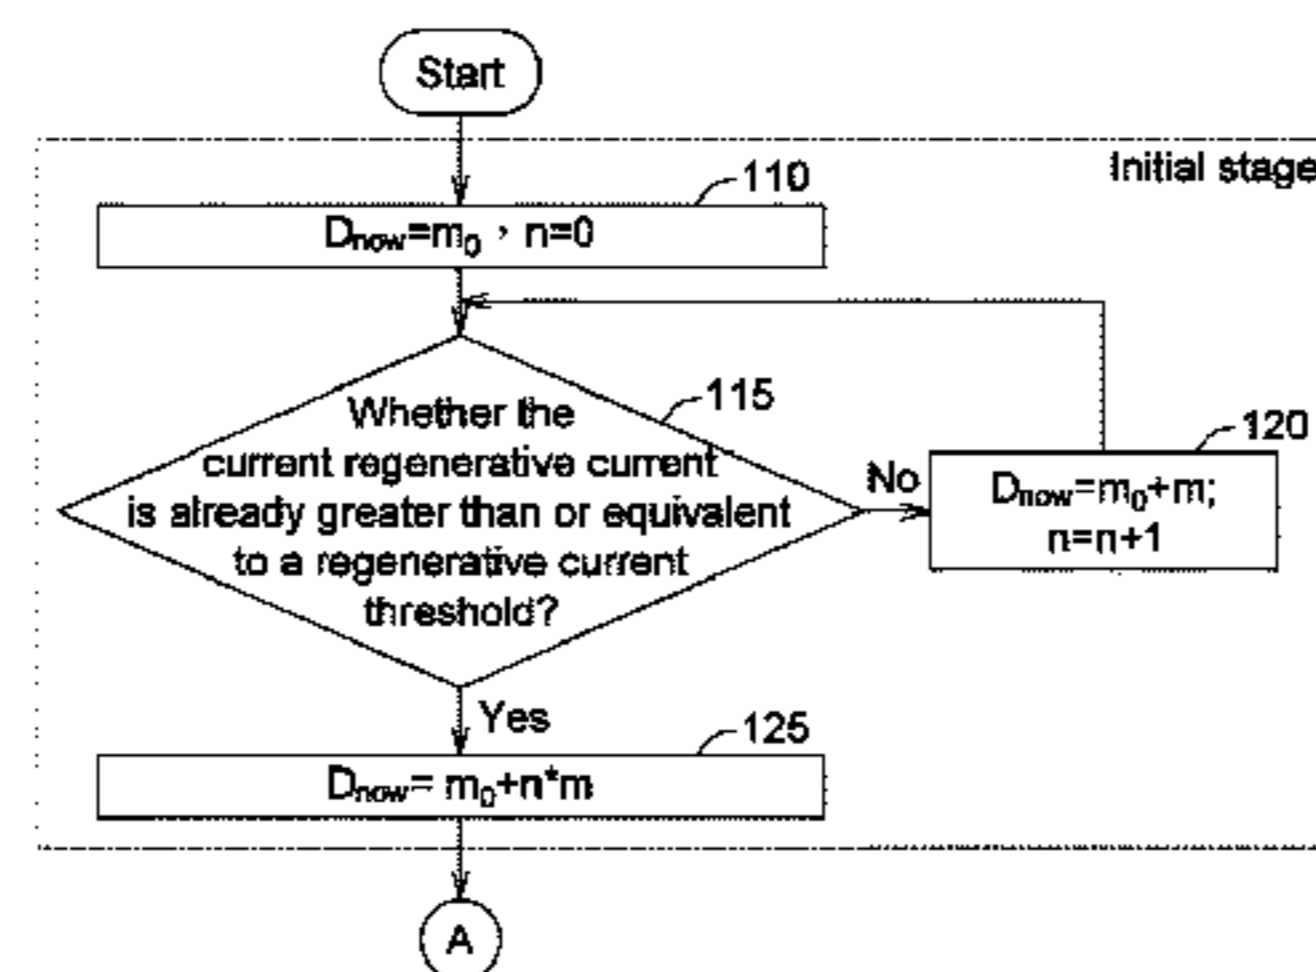 Start
Initial stage
110
Dnow=m0，n=0
115
Whether the
current regenerative current
is already greater than or equivalent
to a regenerative current
threshold?
No
120
Dnow=m0+m;
n=n+1
Yes
125
Dnow= m0+n*m
A